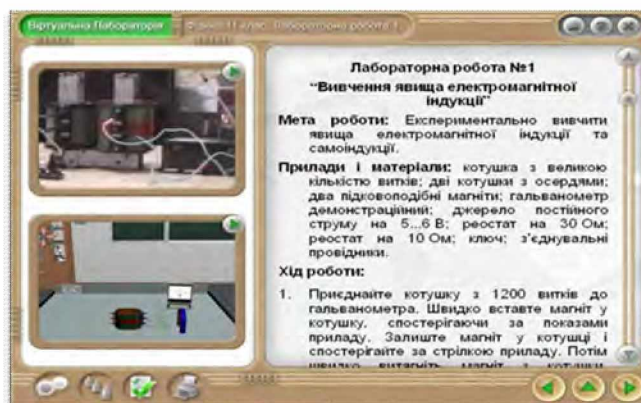 Віртуальна Лабораторія
Фізика 11 клас. Лабораторна робота 1
Лабораторна робота №1
“Вивчення явища електромагнітної
індукції”
Мета роботи: Експериментально вивчити
явища електромагнітної індукції та
самоіндукції.
Прилади і матеріали: котушка з великою
кількістю витків; дві котушки з осердями;
два підковоподібні магніти; гальванометр
демонстраційний; джерело постійного
струму на 5...6 В; реостат на 30 Ом;
реостат на 10 Ом; ключ; з'єднувальні
провідники.
Хід роботи:
1. Приєднайте котушку з 1200 витків до
гальванометра. Швидко вставте магніт у
котушку, спостерігаючи за показами
приладу. Залиште магніт у котушці і
спостерігайте за стрілкою приладу. Потім
швидко витягніть магніт з котушки,